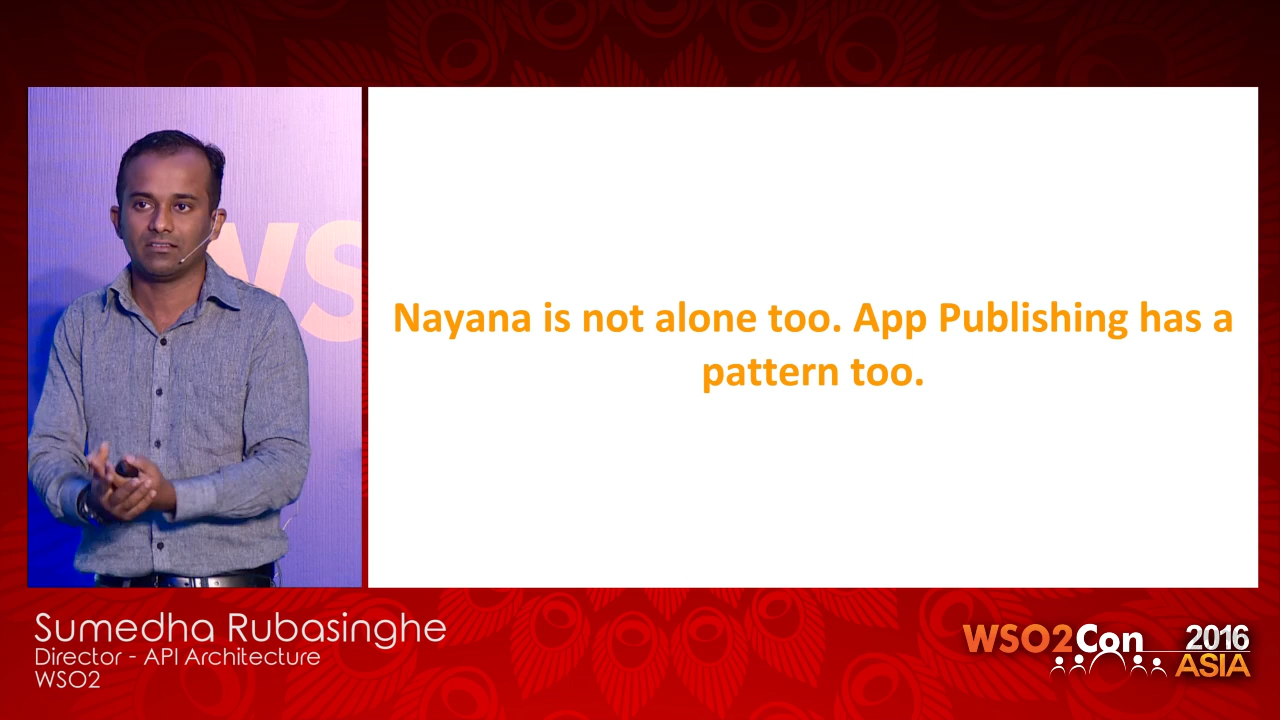 WS
Nayana is not alone too. App Publishing has a
pattern too.
Sumedha Rubasinghe
Director - API Architecture
WSO2
WSO2Con 2016
ASIA